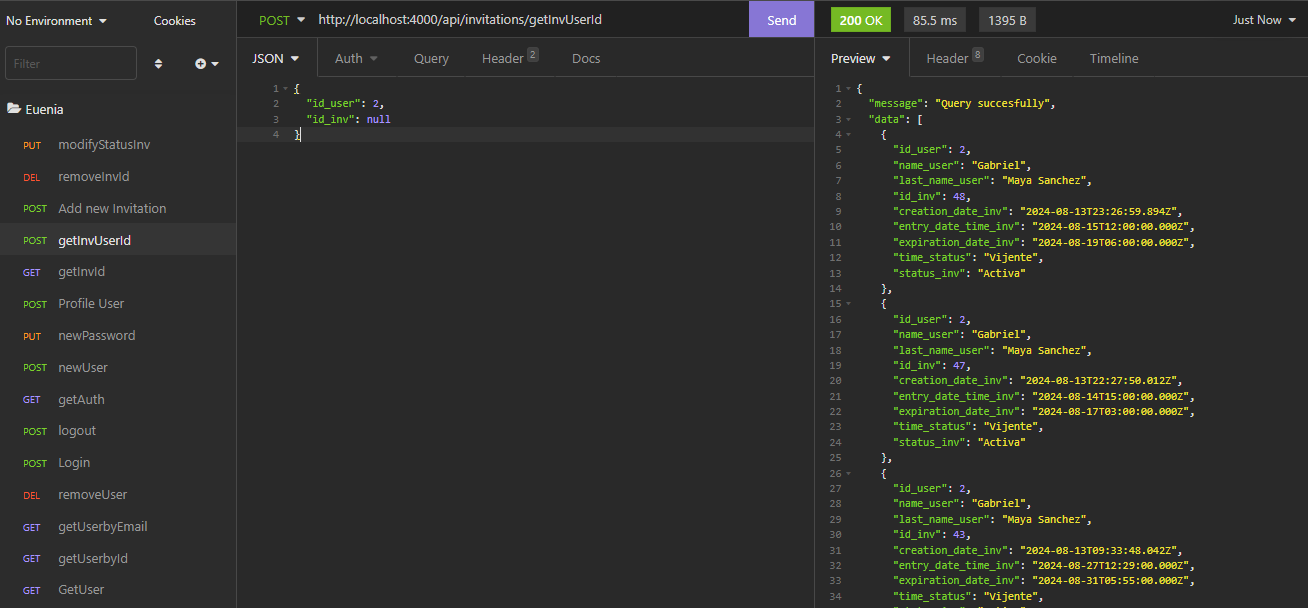 No Environment
Cookies
Filter
Euenia
PUT modifyStatusInv
DEL removeInvId
POST Add new Invitation
POST getInvUserId
GET getInvId
POST Profile User
PUT newPassword
POST newUser
GET getAuth
POST logout
POST Login
DEL removeUser
GET getUserbyEmail
GET getUserbyId
GET GetUser
POST http://localhost:4000/api/invitations/getInvUserId Send
JSON Auth Query Header 2 Docs
1 {
2 "id_user": 2,
3 "id_inv": null
4 }
200 OK 85.5 ms 1395 B Just Now
Preview Header 8 Cookie Timeline
1 {
2 "message": "Query succesfully",
3 "data": [
4 {
5 "id_user": 2,
6 "name_user": "Gabriel",
7 "last_name_user": "Maya Sanchez",
8 "id_inv": 48,
9 "creation_date_inv": "2024-08-13T23:26:59.894Z",
10 "entry_date_time_inv": "2024-08-15T12:00:00.000Z",
11 "expiration_date_inv": "2024-08-19T06:00:00.000Z",
12 "time_status": "Vijente",
13 "status_inv": "Activa"
14 },
15 {
16 "id_user": 2,
17 "name_user": "Gabriel",
18 "last_name_user": "Maya Sanchez",
19 "id_inv": 47,
20 "creation_date_inv": "2024-08-13T22:27:50.012Z",
21 "entry_date_time_inv": "2024-08-14T15:00:00.000Z",
22 "expiration_date_inv": "2024-08-17T03:00:00.000Z",
23 "time_status": "Vijente",
24 "status_inv": "Activa"
25 },
26 {
27 "id_user": 2,
28 "name_user": "Gabriel",
29 "last_name_user": "Maya Sanchez",
30 "id_inv": 43,
31 "creation_date_inv": "2024-08-13T09:33:48.042Z",
32 "entry_date_time_inv": "2024-08-27T12:29:00.000Z",
33 "expiration_date_inv": "2024-08-31T05:55:00.000Z",
34 "time_status": "Vijente",